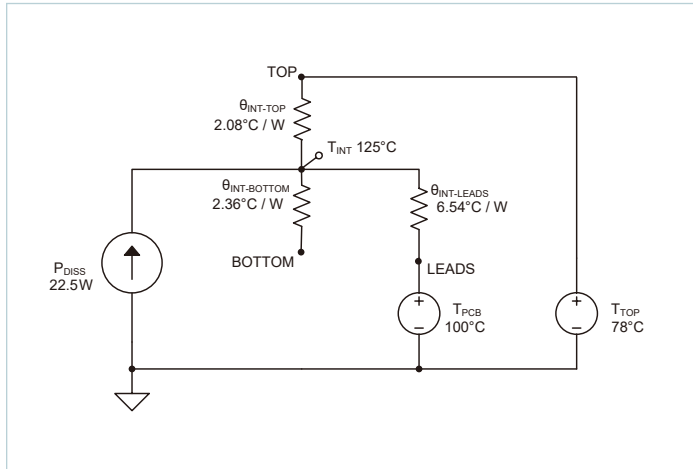 TOP
θINT-TOP
2.08°C / W
TINT 125°C
θINT-BOTTOM
2.36°C / W
θINT-LEADS
6.54°C / W
BOTTOM
LEADS
PDISS
22.5W
+
−
TPCB
100°C
+
−
TTOP
78°C